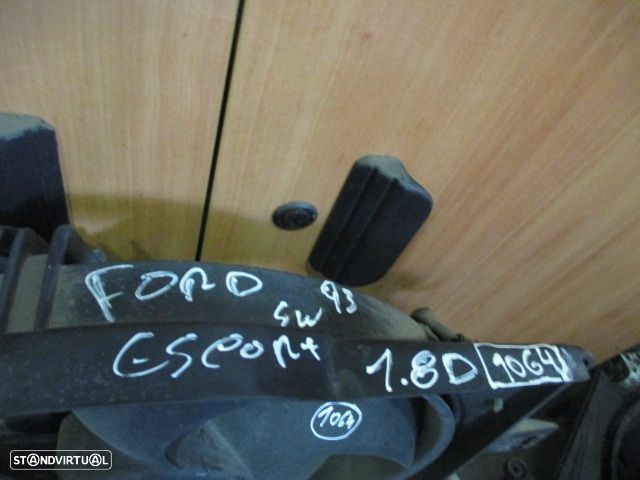 FORD SW 93
ESCORT 1.8D 1064
1064
STANDVIRTUAL